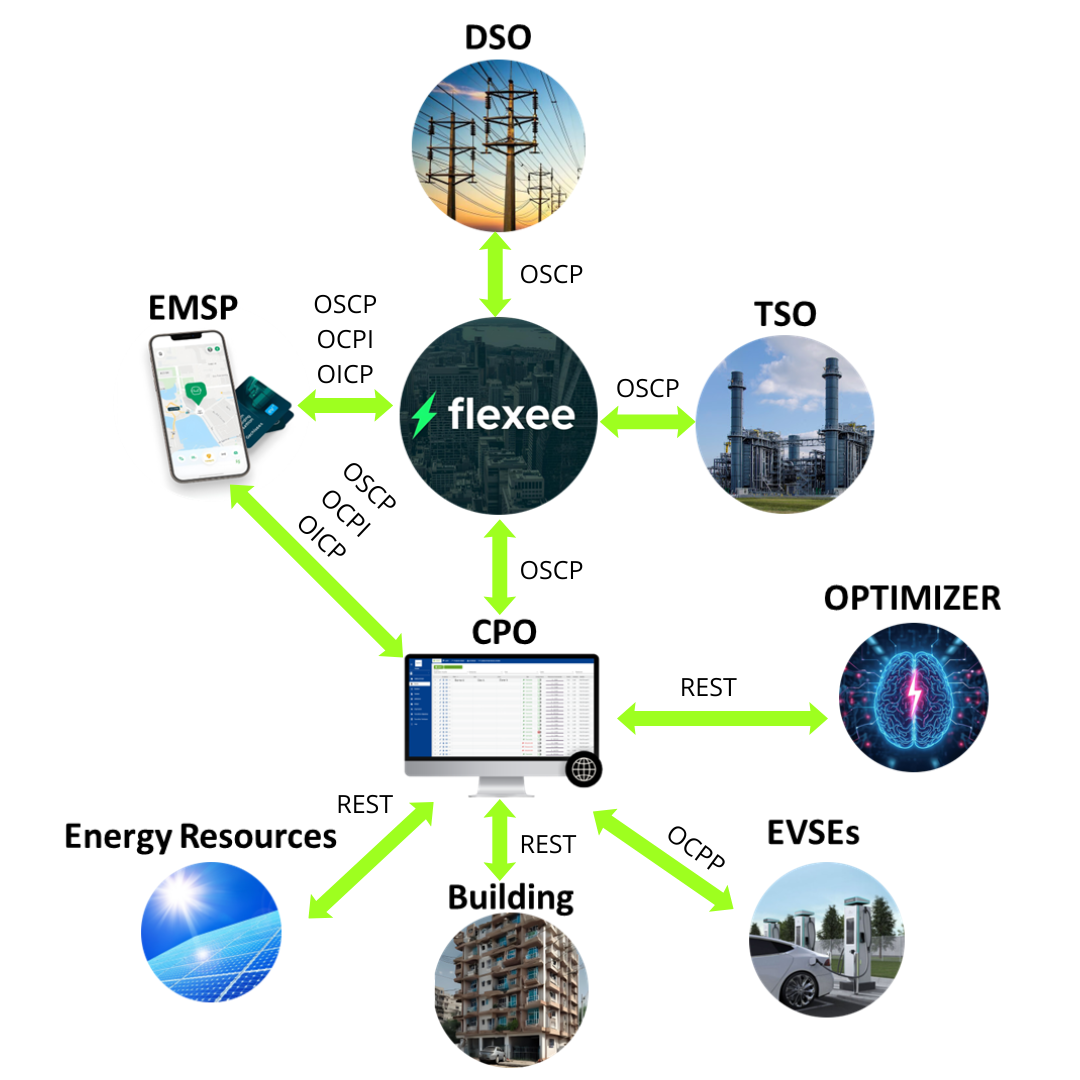 DSO
OSCP
EMSP
OSCP
OCPI
OICP
TSO
OSCP
flexee
OSCP
OCPI
OICP
OSCP
CPO
OPTIMIZER
REST
REST
Energy Resources
REST
Building
OCPP
EVSEs